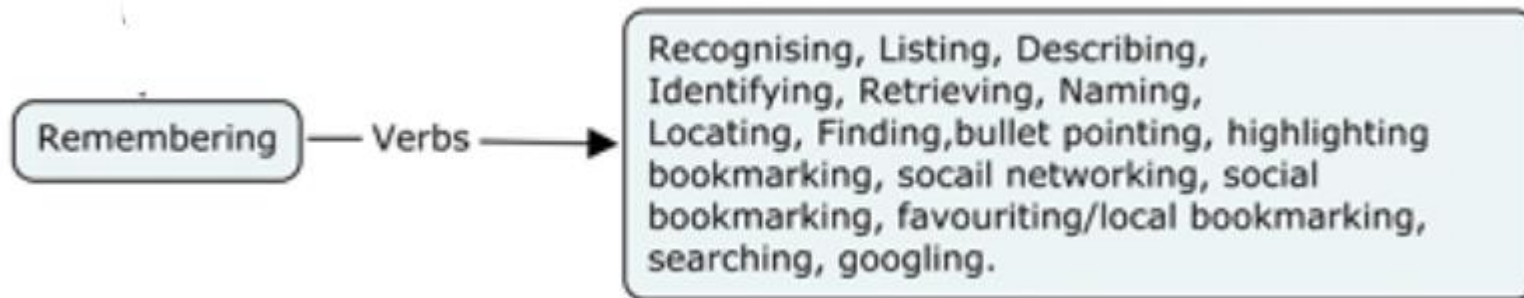 Remembering
Verbs
Recognising, Listing, Describing,
Identifying, Retrieving, Naming,
Locating, Finding,bullet pointing, highlighting
bookmarking, socail networking, social
bookmarking, favouriting/local bookmarking,
searching, googling.